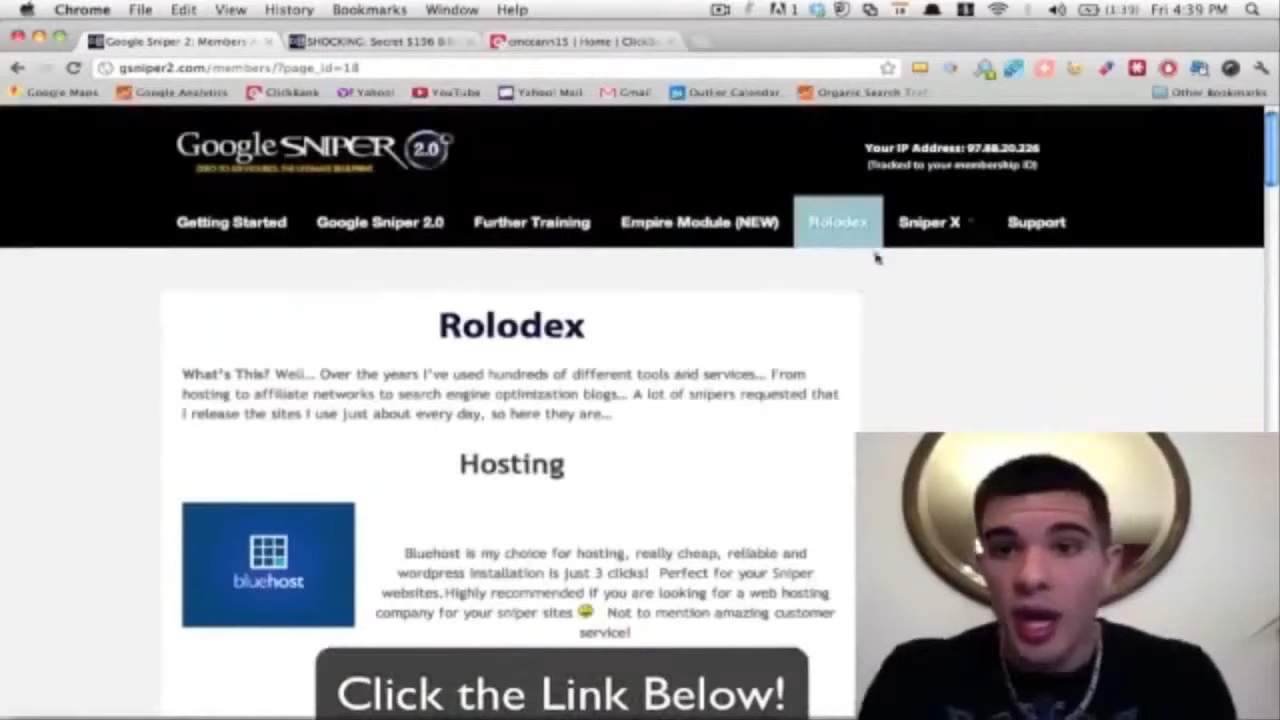 Chrome File Edit View History Bookmarks Window Help
1 18 (1:39) Fri 4:39 PM
Google Sniper 2: Members A
SHOCKING. Secret $136 B
cmccann15 | Home | ClickB
gsniper2.com/members/?page_id=18
Google Maps Google Analytics ClickBank Yahoo! YouTube Yahoo! Mail Gmail Outlier Calendar Organic Search Traf Other Bookmarks
Google SNIPER 2.0
Your IP Address: 97.88.20.226
(Tracked to your membership ID)
Getting Started Google Sniper 2.0 Further Training Empire Module (NEW) Rolodex Sniper X Support
Rolodex
What's This? Well... Over the years I've used hundreds of different tools and services... From
hosting to affiliate networks to search engine optimization blogs... A lot of snipers requested that
I release the sites I use just about every day, so here they are...
Hosting
bluehost
Bluehost is my choice for hosting, really cheap, reliable and
wordpress installation is just 3 clicks! Perfect for your Sniper
websites.Highly recommended if you are looking for a web hosting
company for your sniper sites Not to mention amazing customer
service!
Click the Link Below!